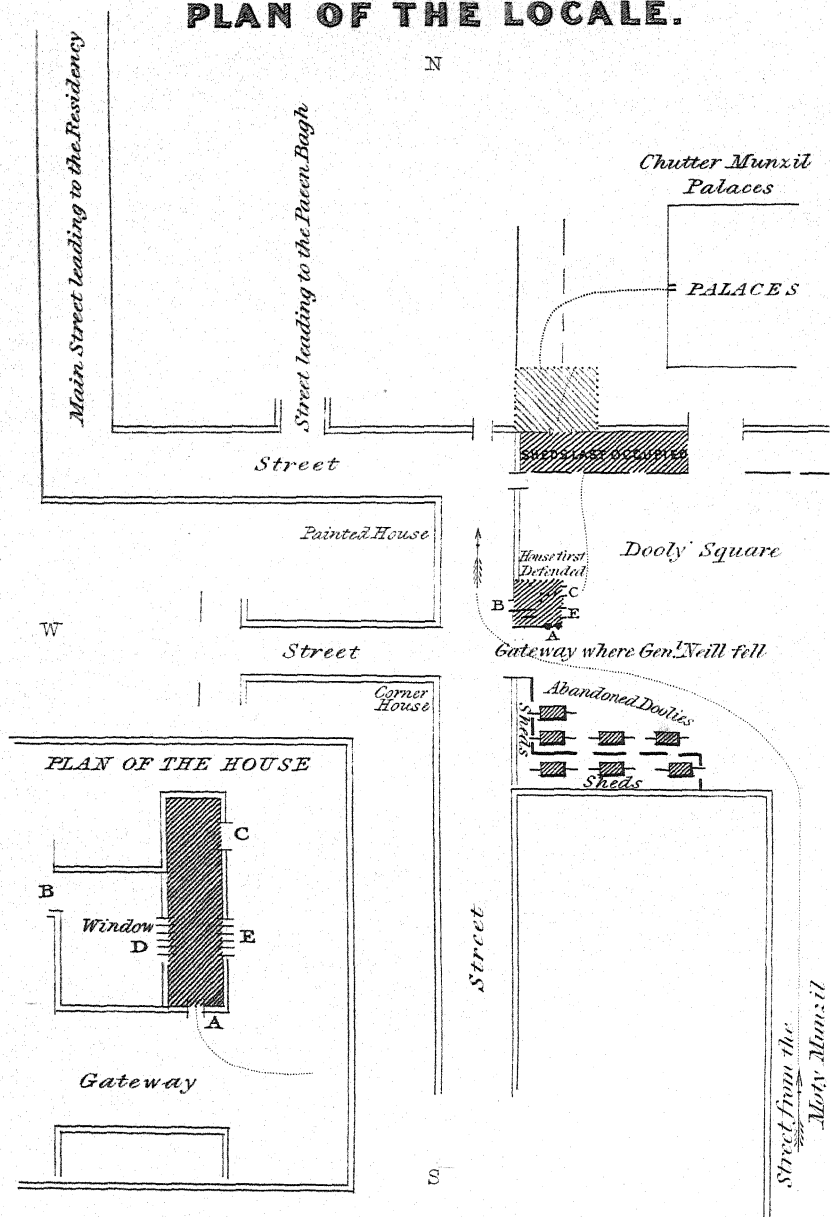 PLAN OF THE LOCALE.
N
Main Street leading to the Residency
Street leading to the Paeen Bagh
Chutter Munzil
Palaces
PALACES
Street
SHEDS LAST OCCUPIED
Painted House
House first
Defended
Dooly Square
B
C
E
A
W
Street
Gateway where Genl. Neill fell
Corner
House
Abandoned Doolies
Sheds
Sheds
PLAN OF THE HOUSE
C
B
Window
D
E
A
Gateway
Street
Street from the
Moty Munzil
S